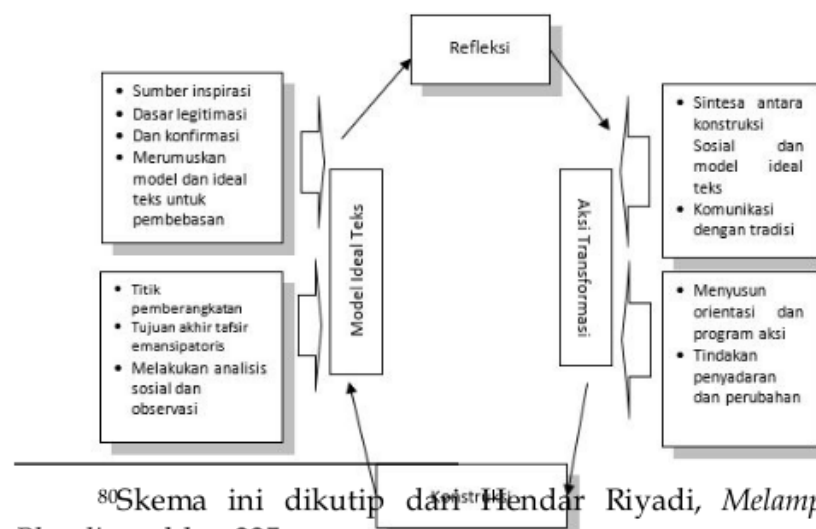 Refleksi
• Sumber inspirasi
• Dasar legitimasi
• Dan konfirmasi
• Merumuskan
model dan ideal
teks untuk
pembebasan
• Sintesa antara
konstruksi
Sosial dan
model ideal
teks
• Komunikasi
dengan tradisi
Model Ideal Teks
Aksi Transformasi
• Titik
pemberangkatan
• Tujuan akhir tafsir
emansipatoris
• Melakukan analisis
sosial dan
observasi
• Menyusun
orientasi dan
program aksi
• Tindakan
penyadaran
dan perubahan
Konstruksi
80Skema ini dikutip dari Hendar Riyadi, Melamp